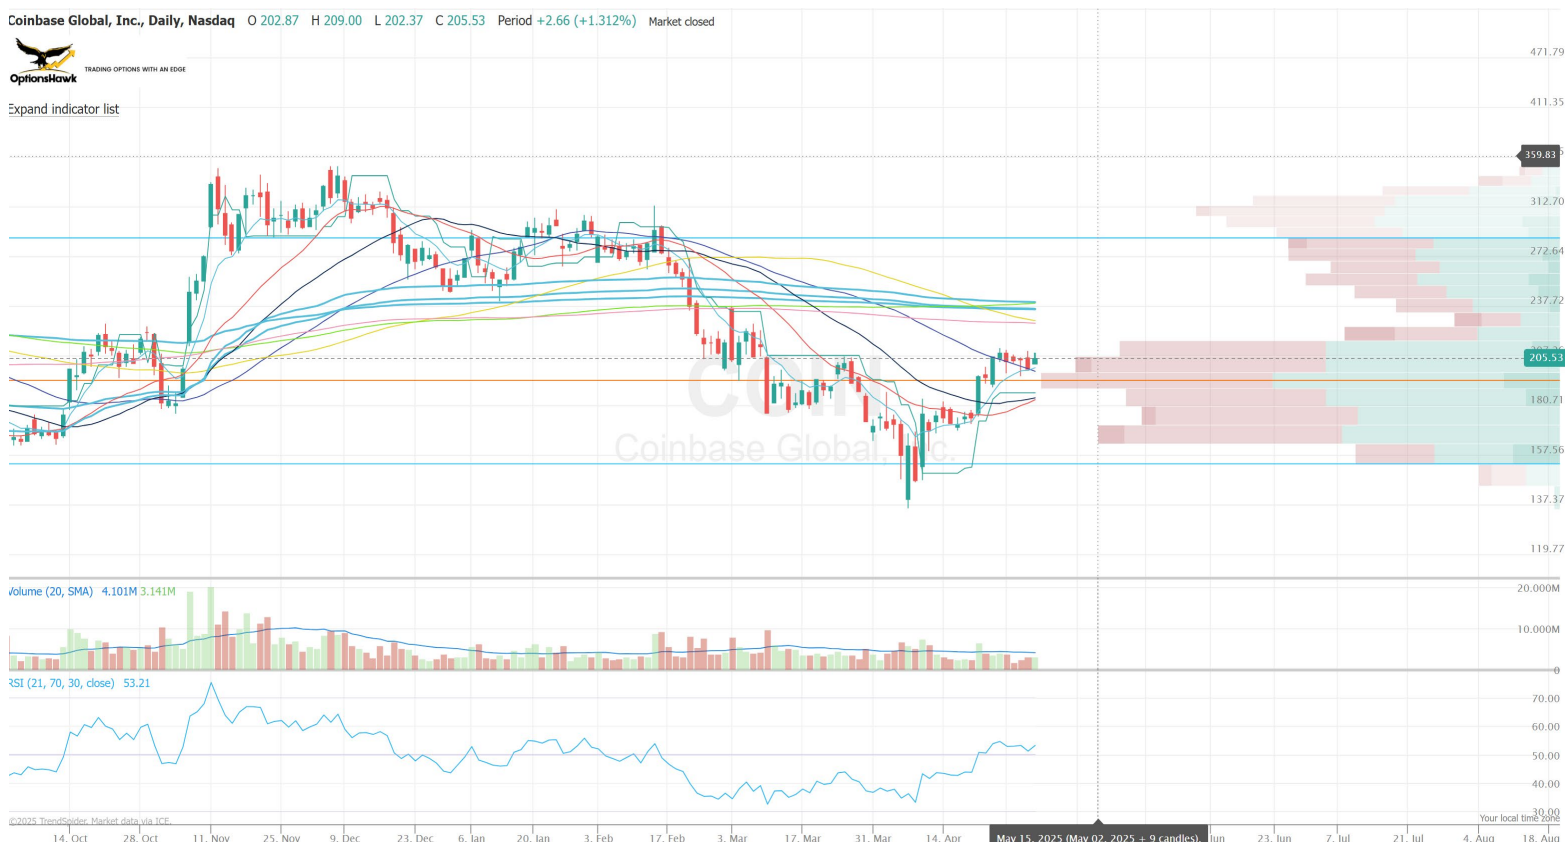 Coinbase Global, Inc., Daily, Nasdaq O 202.87 H 209.00 L 202.37 C 205.53 Period +2.66 (+1.312%) Market closed
OptionsHawk
TRADING OPTIONS WITH AN EDGE
Expand indicator list
471.79
411.35
359.83
312.70
272.64
237.72
205.53
180.71
157.56
137.37
119.77
COIN
Coinbase Global, Inc.
Volume (20, SMA) 4.101M 3.141M
20.000M
10.000M
0
RSI (21, 70, 30, close) 53.21
70.00
60.00
50.00
40.00
30.00
©2025 TrendSpider. Market data via ICE.
Your local time zone
14. Oct 28. Oct 11. Nov 25. Nov 9. Dec 23. Dec 6. Jan 20. Jan 3. Feb 17. Feb 3. Mar 17. Mar 31. Mar 14. Apr May 15, 2025 (May 02, 2025 + 9 candles) Jun 23. Jun 7. Jul 21. Jul 4. Aug 18. Aug